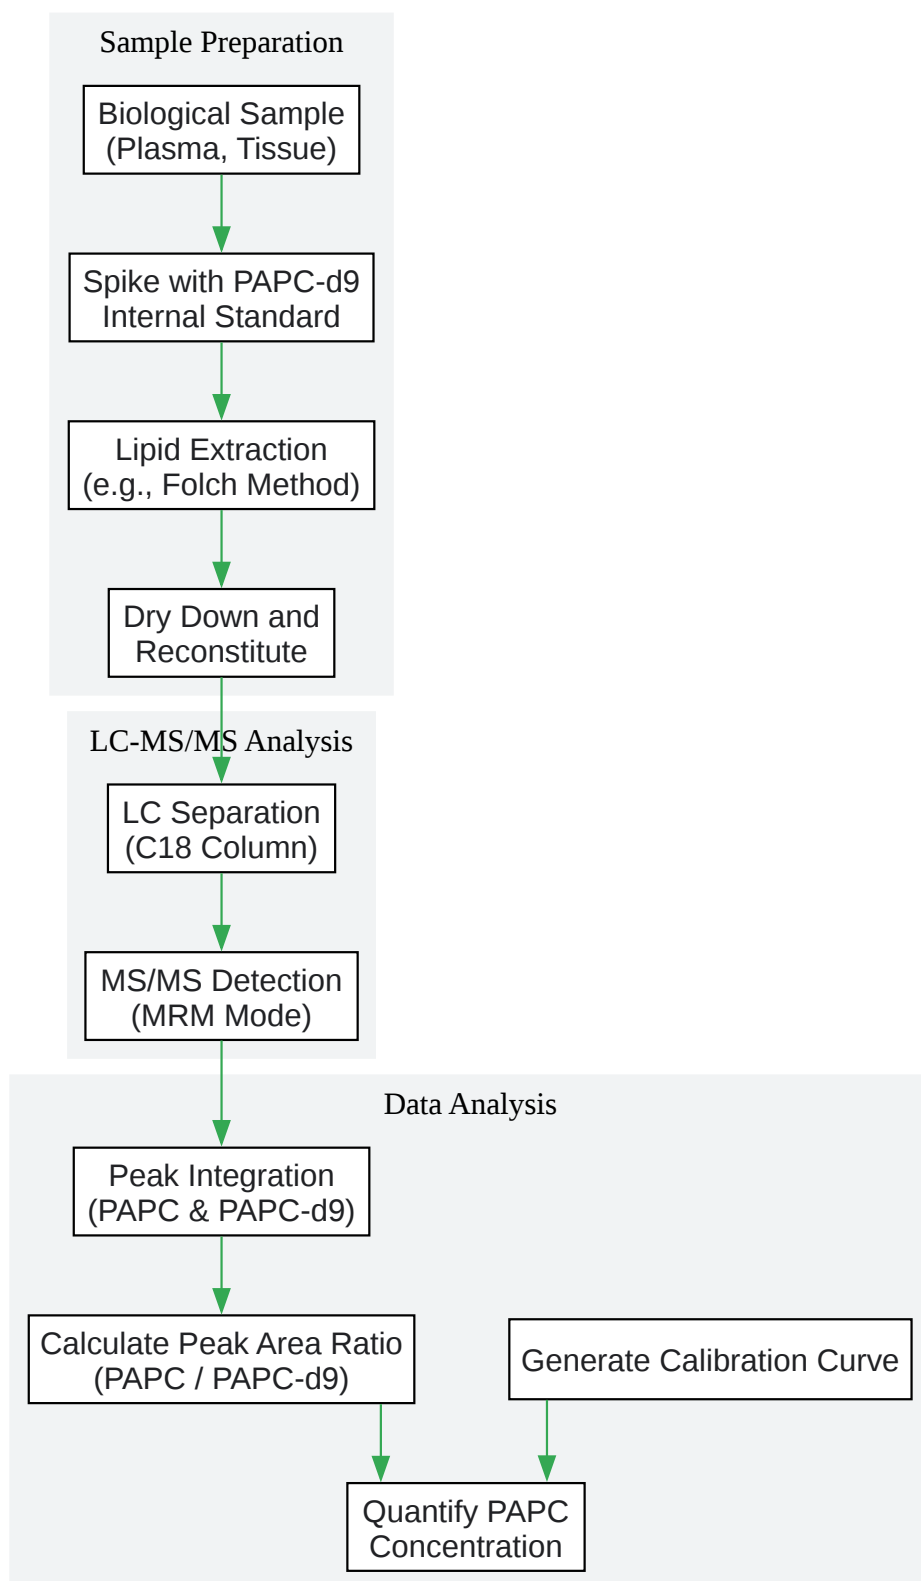 Sample Preparation
Biological Sample
(Plasma, Tissue)
Spike with PAPC-d9
Internal Standard
Lipid Extraction
(e.g., Folch Method)
Dry Down and
Reconstitute
LC-MS/MS Analysis
LC Separation
(C18 Column)
MS/MS Detection
(MRM Mode)
Data Analysis
Peak Integration
(PAPC & PAPC-d9)
Calculate Peak Area Ratio
(PAPC / PAPC-d9)
Generate Calibration Curve
Quantify PAPC
Concentration